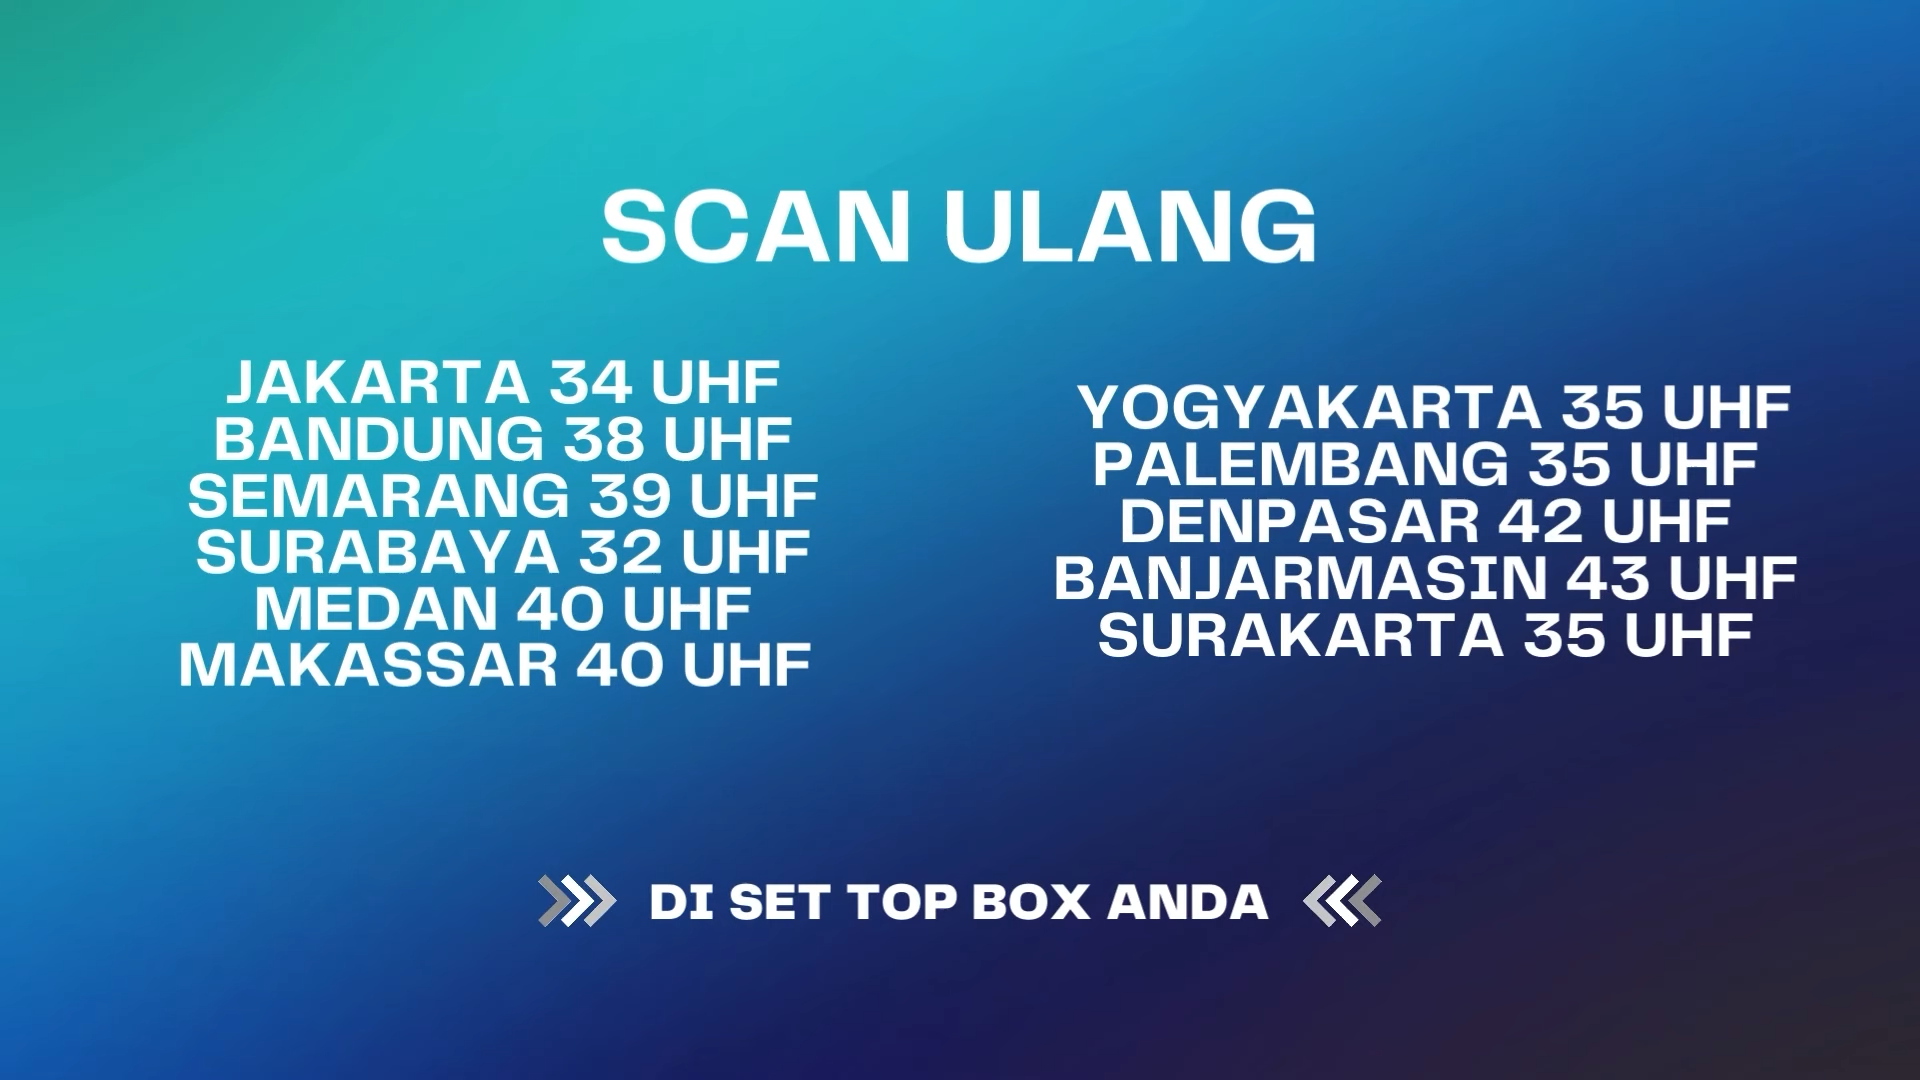 SCAN ULANG
JAKARTA 34 UHF
BANDUNG 38 UHF
SEMARANG 39 UHF
SURABAYA 32 UHF
MEDAN 40 UHF
MAKASSAR 40 UHF
YOGYAKARTA 35 UHF
PALEMBANG 35 UHF
DENPASAR 42 UHF
BANJARMASIN 43 UHF
SURAKARTA 35 UHF
DI SET TOP BOX ANDA